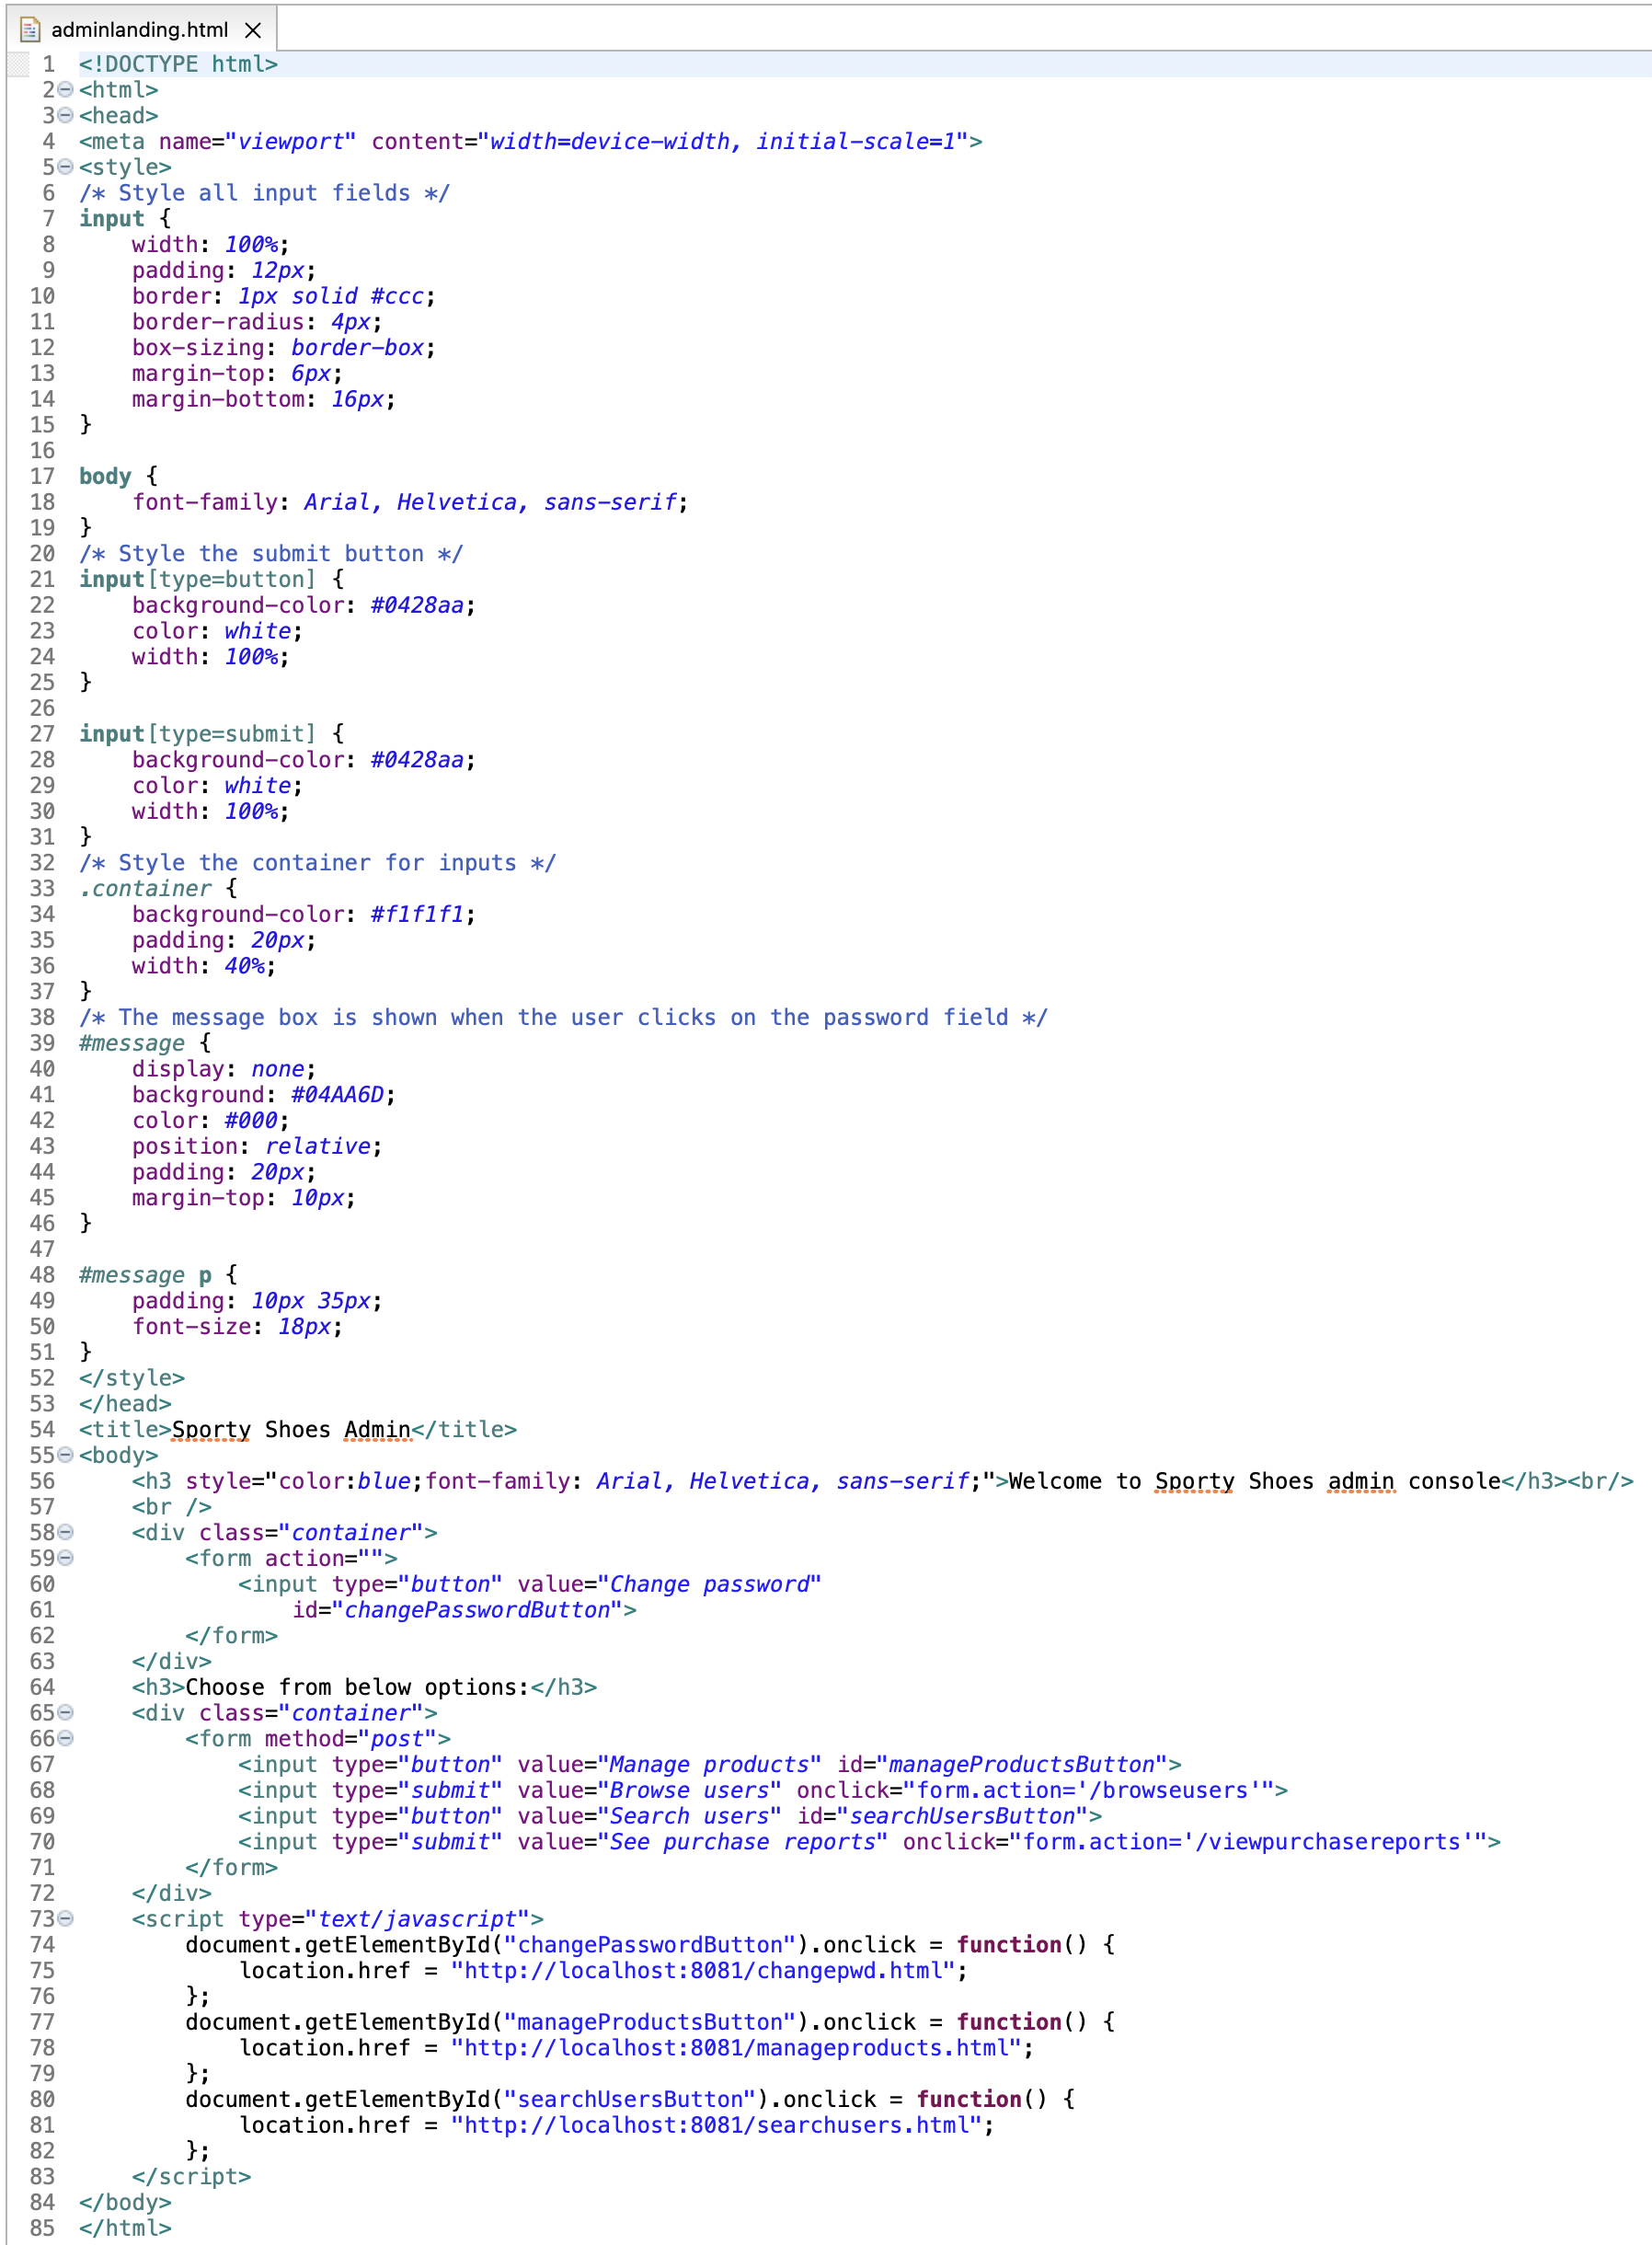 adminlanding.html
1 <!DOCTYPE html>
2 <html>
3 <head>
4 <meta name="viewport" content="width=device-width, initial-scale=1">
5 <style>
6 /* Style all input fields */
7 input {
8     width: 100%;
9     padding: 12px;
10     border: 1px solid #ccc;
11     border-radius: 4px;
12     box-sizing: border-box;
13     margin-top: 6px;
14     margin-bottom: 16px;
15 }
16
17 body {
18     font-family: Arial, Helvetica, sans-serif;
19 }
20 /* Style the submit button */
21 input[type=button] {
22     background-color: #0428aa;
23     color: white;
24     width: 100%;
25 }
26
27 input[type=submit] {
28     background-color: #0428aa;
29     color: white;
30     width: 100%;
31 }
32 /* Style the container for inputs */
33 .container {
34     background-color: #f1f1f1;
35     padding: 20px;
36     width: 40%;
37 }
38 /* The message box is shown when the user clicks on the password field */
39 #message {
40     display: none;
41     background: #04AA6D;
42     color: #000;
43     position: relative;
44     padding: 20px;
45     margin-top: 10px;
46 }
47
48 #message p {
49     padding: 10px 35px;
50     font-size: 18px;
51 }
52 </style>
53 </head>
54 <title>Sporty Shoes Admin</title>
55 <body>
56     <h3 style="color:blue;font-family: Arial, Helvetica, sans-serif;">Welcome to Sporty Shoes admin console</h3><br/>
57     <br />
58     <div class="container">
59         <form action="">
60             <input type="button" value="Change password"
61                 id="changePasswordButton">
62         </form>
63     </div>
64     <h3>Choose from below options:</h3>
65     <div class="container">
66         <form method="post">
67             <input type="button" value="Manage products" id="manageProductsButton">
68             <input type="submit" value="Browse users" onclick="form.action='/browseusers'">
69             <input type="button" value="Search users" id="searchUsersButton">
70             <input type="submit" value="See purchase reports" onclick="form.action='/viewpurchasereports'">
71         </form>
72     </div>
73     <script type="text/javascript">
74         document.getElementById("changePasswordButton").onclick = function() {
75             location.href = "http://localhost:8081/changepwd.html";
76         };
77         document.getElementById("manageProductsButton").onclick = function() {
78             location.href = "http://localhost:8081/manageproducts.html";
79         };
80         document.getElementById("searchUsersButton").onclick = function() {
81             location.href = "http://localhost:8081/searchusers.html";
82         };
83     </script>
84 </body>
85 </html>